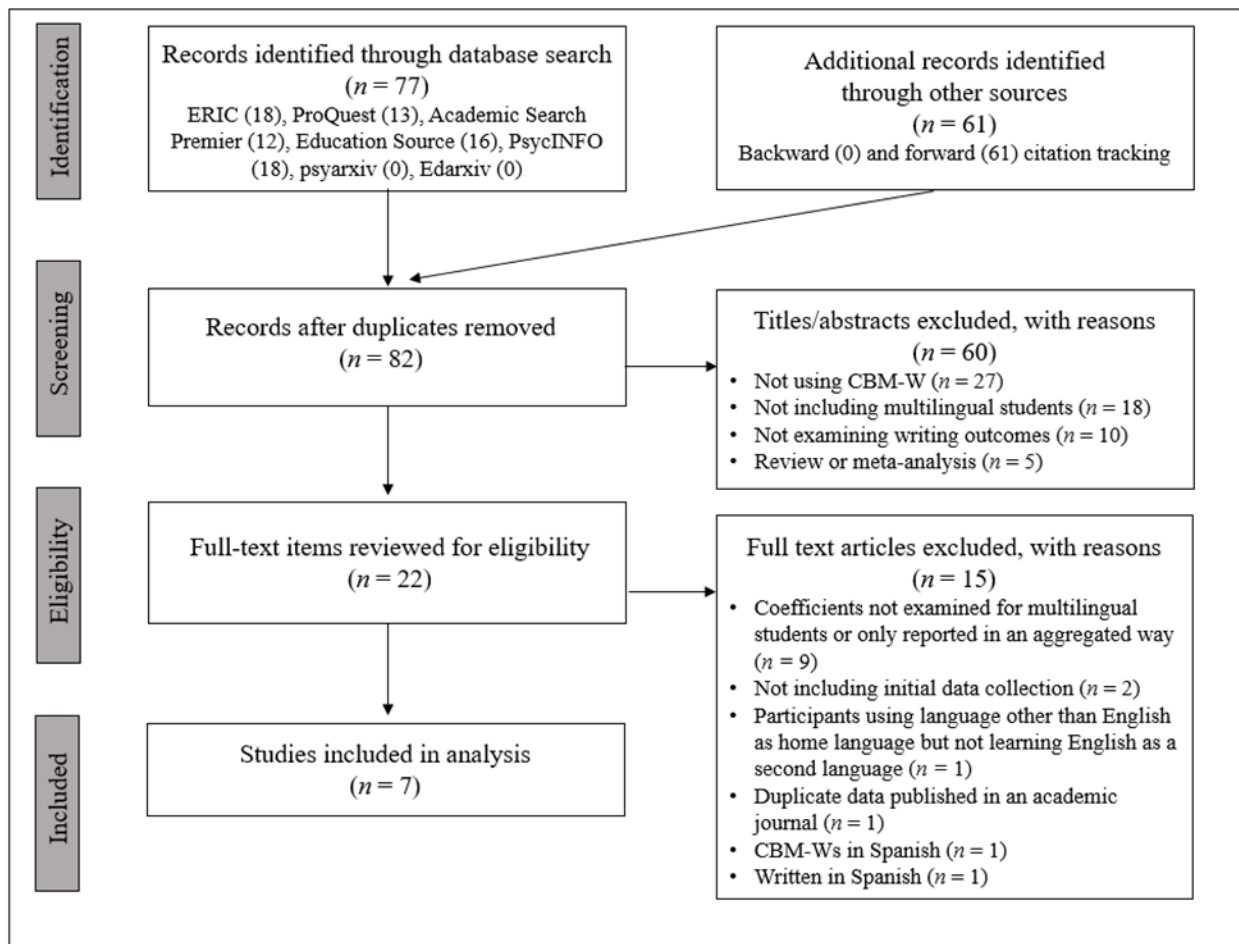 Identification
Records identified through database search
(n = 77)
ERIC (18), ProQuest (13), Academic Search
Premier (12), Education Source (16), PsycINFO
(18), psyarxiv (0), Edarxiv (0)
Additional records identified
through other sources
(n = 61)
Backward (0) and forward (61) citation tracking
Screening
Records after duplicates removed
(n = 82)
Titles/abstracts excluded, with reasons
(n = 60)
• Not using CBM-W (n = 27)
• Not including multilingual students (n = 18)
• Not examining writing outcomes (n = 10)
• Review or meta-analysis (n = 5)
Eligibility
Full-text items reviewed for eligibility
(n = 22)
Full text articles excluded, with reasons
(n = 15)
• Coefficients not examined for multilingual
students or only reported in an aggregated way
(n = 9)
• Not including initial data collection (n = 2)
• Participants using language other than English
as home language but not learning English as a
second language (n = 1)
• Duplicate data published in an academic
journal (n = 1)
• CBM-Ws in Spanish (n = 1)
• Written in Spanish (n = 1)
Included
Studies included in analysis
(n = 7)